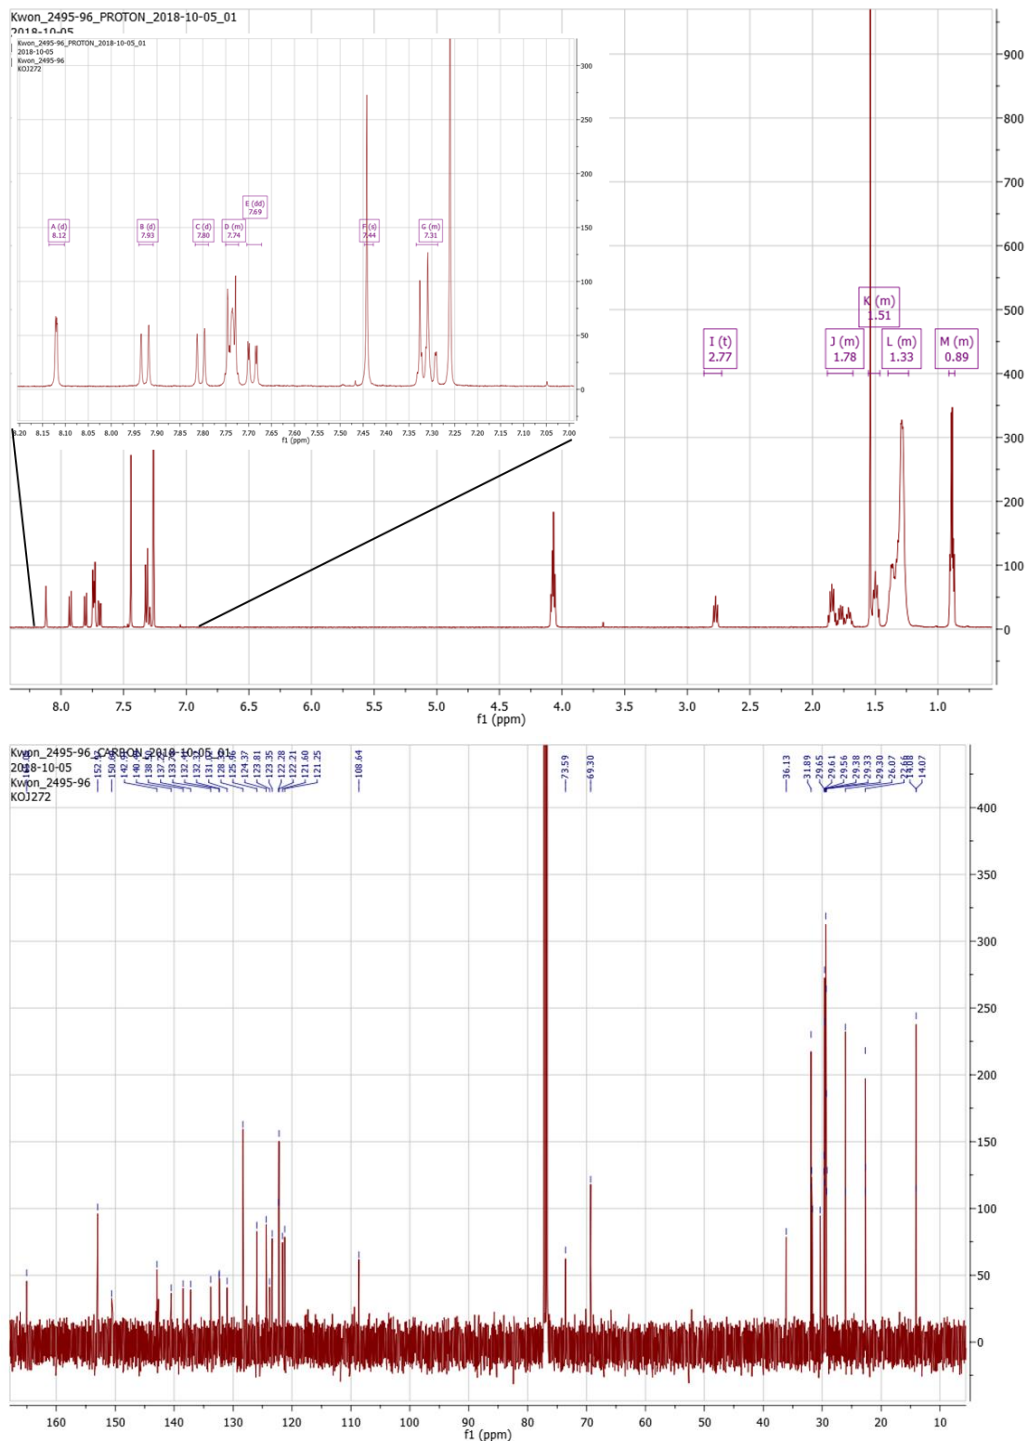 Kwon_2495-96_PROTON_2018-10-05_01
2018-10-05
Kwon_2495-96_PROTON_2018-10-05_01
2018-10-05
Kwon_2495-96
KOJ272
A (d)
8.12
B (d)
7.93
C (d)
7.80
D (m)
7.74
E (dd)
7.69
F (s)
7.44
G (m)
7.31
300
250
200
150
100
50
0
8.20 8.15 8.10 8.05 8.00 7.95 7.90 7.85 7.80 7.75 7.70 7.65 7.60 7.55 7.50 7.45 7.40 7.35 7.30 7.25 7.20 7.15 7.10 7.05 7.00
f1 (ppm)
I (t)
2.77
J (m)
1.78
K (m)
1.51
L (m)
1.33
M (m)
0.89
900
800
700
600
500
400
300
200
100
0
8.0 7.5 7.0 6.5 6.0 5.5 5.0 4.5 4.0 3.5 3.0 2.5 2.0 1.5 1.0
f1 (ppm)
Kwon_2495-96_CARBON_2018-10-05_01
2018-10-05
Kwon_2495-96
KOJ272
137.22
131.02
125.96
124.37
123.81
123.35
122.28
122.21
121.60
121.25
108.64
73.59
69.30
36.13
31.89
29.65
29.61
29.56
29.38
29.33
29.30
26.07
14.07
400
350
300
250
200
150
100
50
0
160 150 140 130 120 110 100 90 80 70 60 50 40 30 20 10
f1 (ppm)